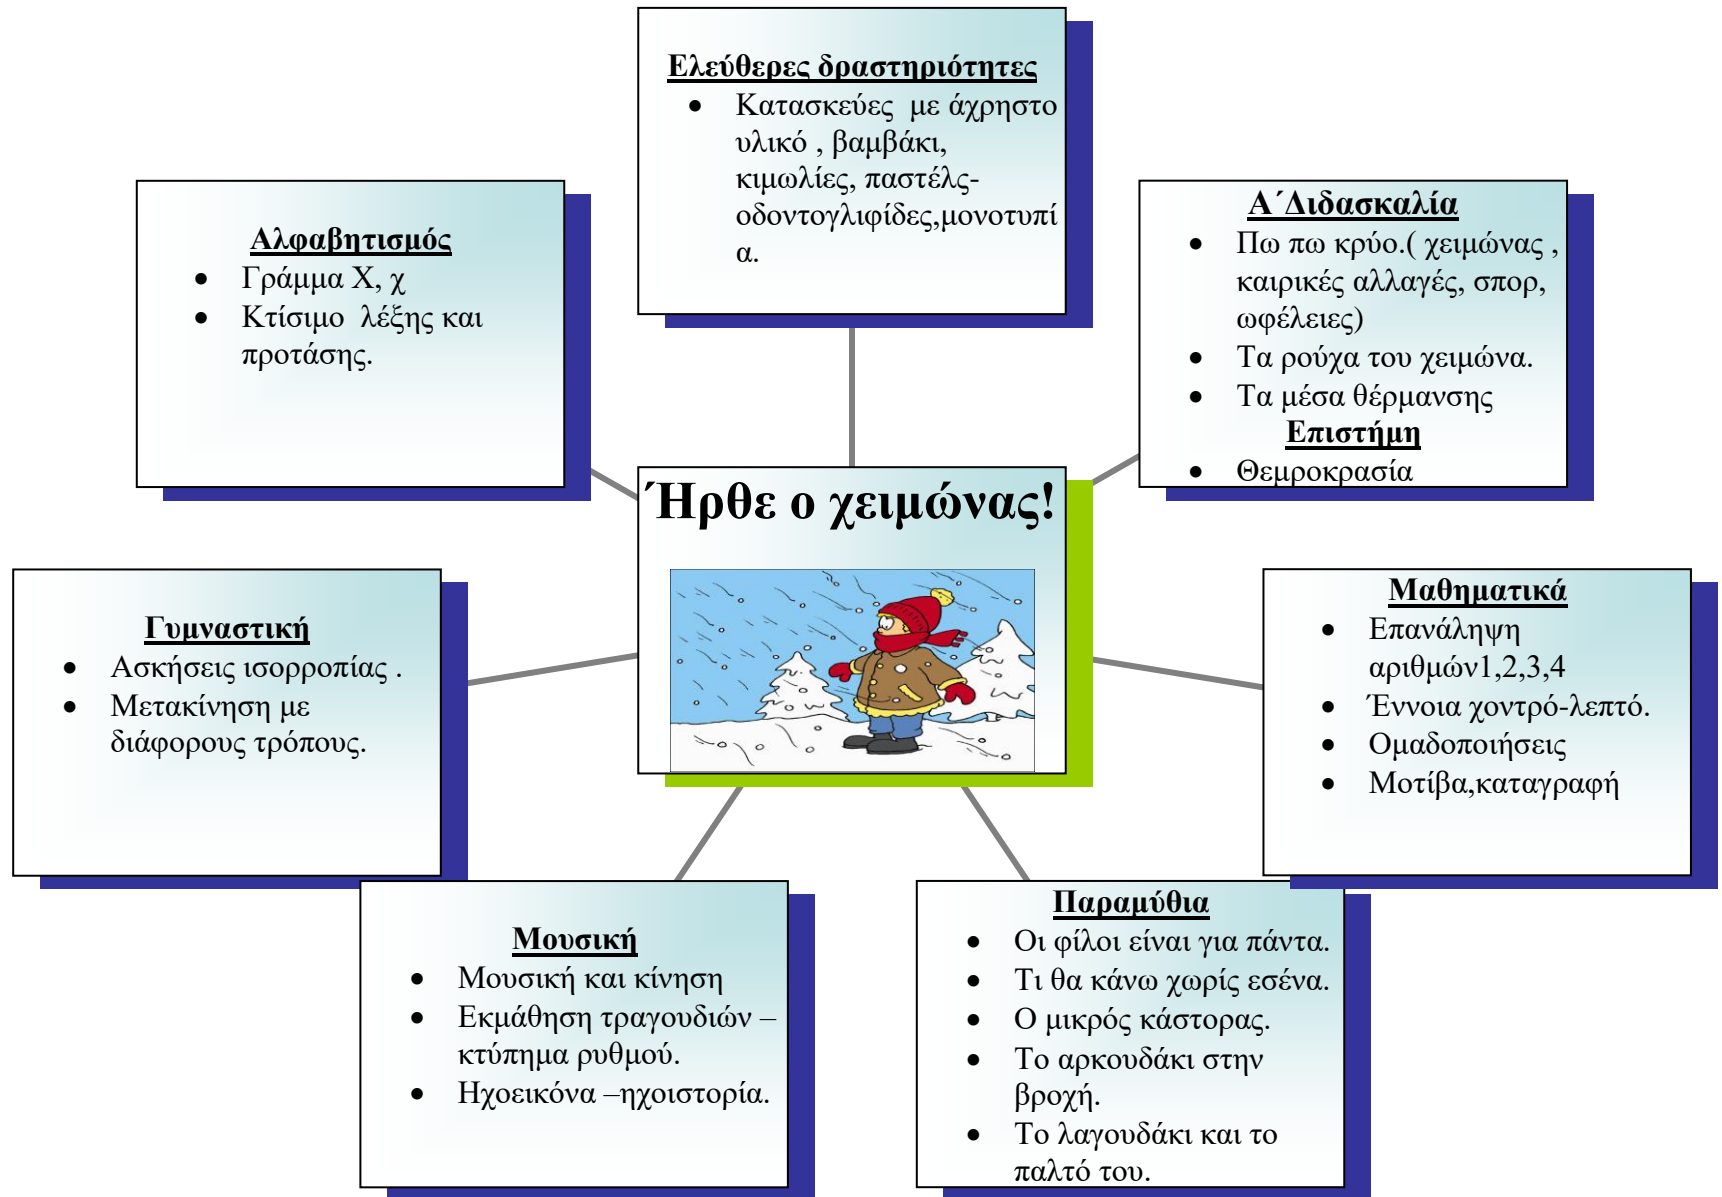 Ελεύθερες δραστηριότητες
• Κατασκεύες με άχρηστο
υλικό , βαμβάκι,
κιμωλίες, παστέλς-
οδοντογλιφίδες,μονοτυπί
α.
Αλφαβητισμός
• Γράμμα Χ, χ
• Κτίσιμο λέξης και
προτάσης.
Α΄Διδασκαλία
• Πω πω κρύο.( χειμώνας ,
καιρικές αλλαγές, σπορ,
ωφέλειες)
• Τα ρούχα του χειμώνα.
• Τα μέσα θέρμανσης
Επιστήμη
• Θεμροκρασία
Ήρθε ο χειμώνας!
Γυμναστική
• Ασκήσεις ισορροπίας .
• Μετακίνηση με
διάφορους τρόπους.
Μαθηματικά
• Επανάληψη
αριθμών1,2,3,4
• Έννοια χοντρό-λεπτό.
• Ομαδοποιήσεις
• Μοτίβα,καταγραφή
Μουσική
• Μουσική και κίνηση
• Εκμάθηση τραγουδιών –
κτύπημα ρυθμού.
• Ηχοεικόνα –ηχοιστορία.
Παραμύθια
• Οι φίλοι είναι για πάντα.
• Τι θα κάνω χωρίς εσένα.
• Ο μικρός κάστορας.
• Το αρκουδάκι στην
βροχή.
• Το λαγουδάκι και το
παλτό του.